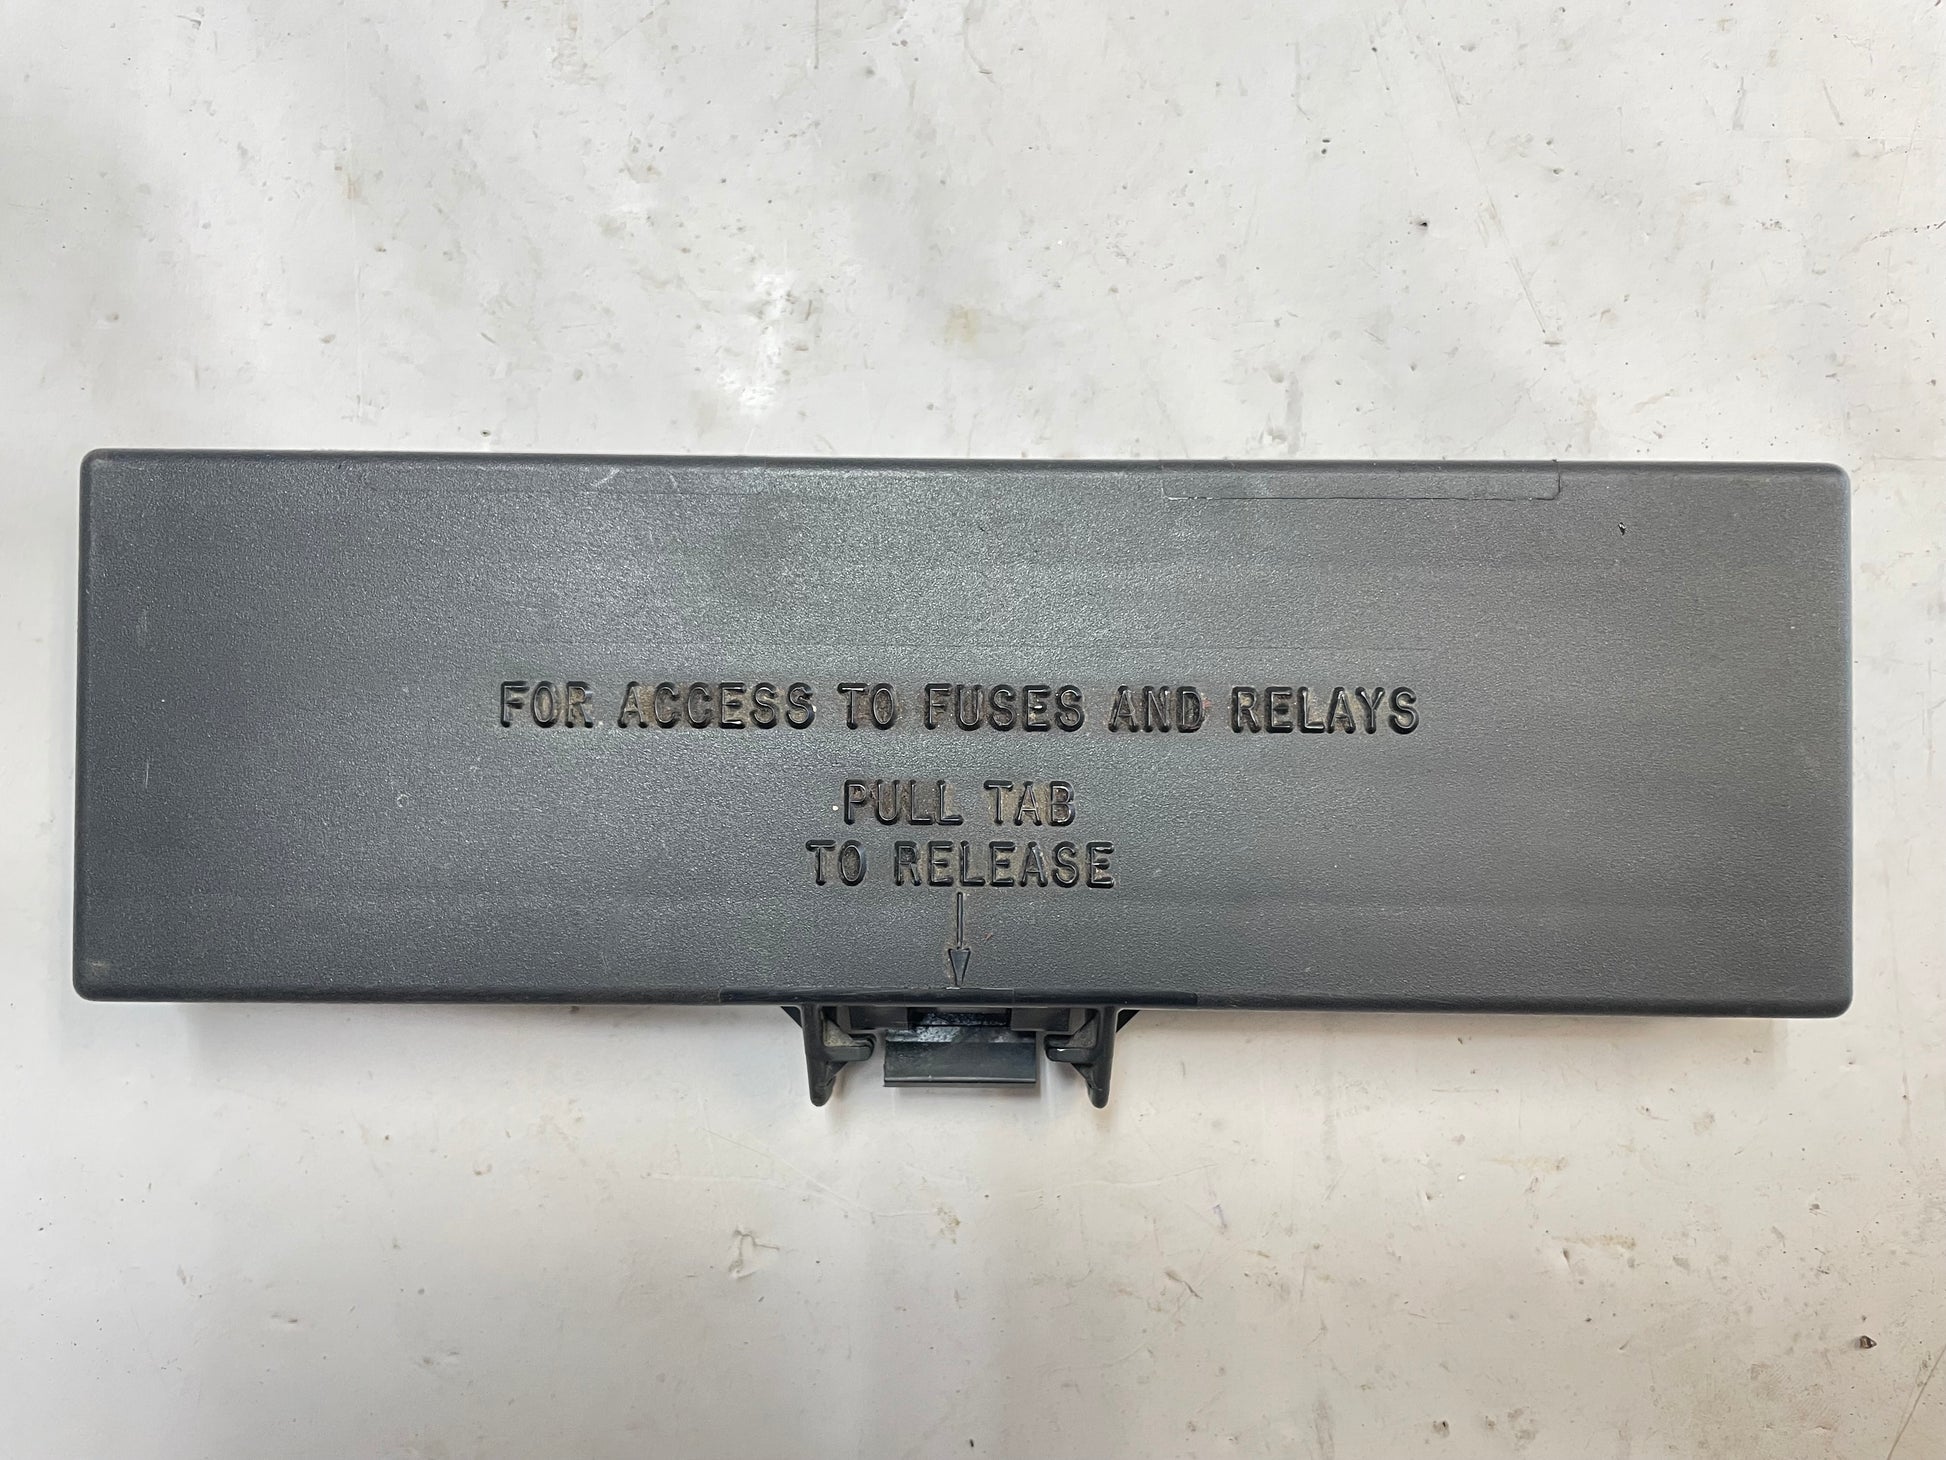 FOR ACCESS TO FUSES AND RELAYS
PULL TAB
TO RELEASE